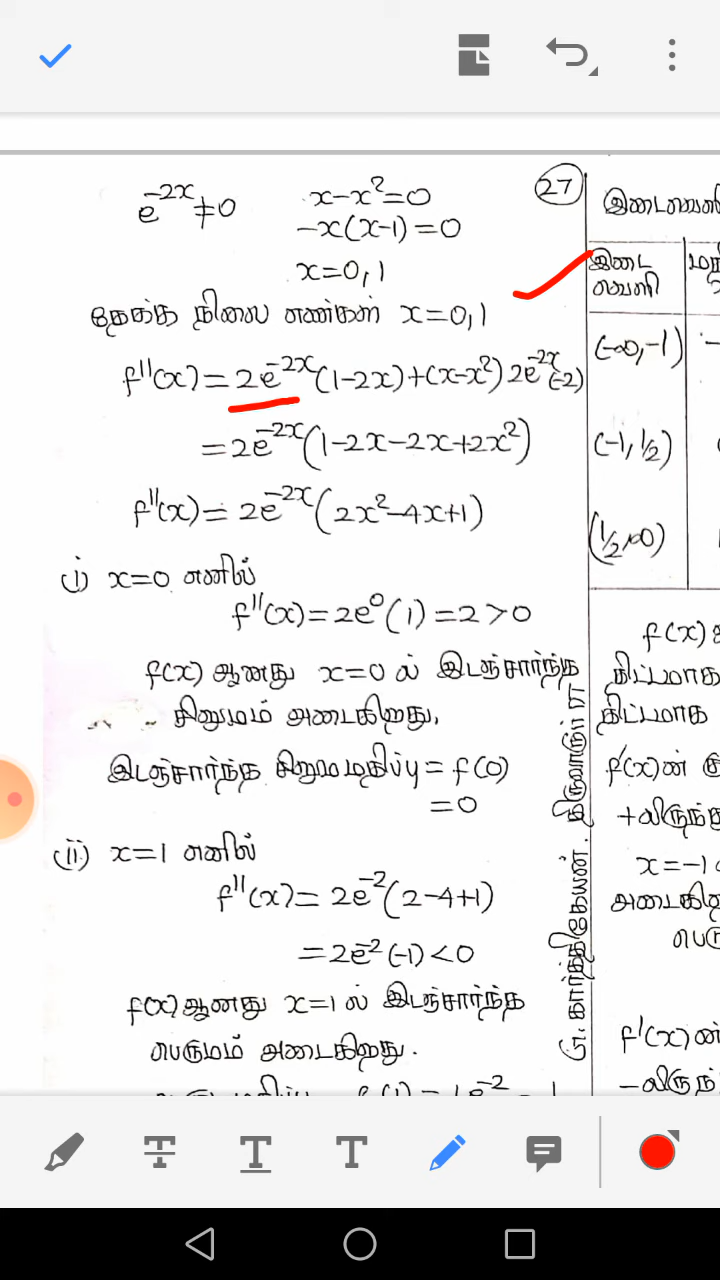 e^{-2x}≠0 x-x²=0 27
-x(x-1)=0
x=0,1
தேக்க நிலை எண்கள் x=0,1
f''(x)=2e^{-2x}(1-2x)+(x-x²)2e^{-2x}(-2)
=2e^{-2x}(1-2x-2x+2x²)
f''(x)=2e^{-2x}(2x²-4x+1)
i) x=0 எனில்
f''(x)=2e⁰(1)=2>0
f(x) ஆனது x=0 ல் இடஞ்சார்ந்த
சிறுமம் அடைகிறது.
இடஞ்சார்ந்த சிறும மதிப்பு=f(0)
=0
ii) x=1 எனில்
f''(x)=2e^{-2}(2-4+1)
=2e^{-2}(-1)<0
f(x) ஆனது x=1 ல் இடஞ்சார்ந்த
பெருமம் அடைகிறது.
மு. கார்த்திகேயன். திருவாரூர்
இடை
வெளி
(-∞,-1)
(-1,1/2)
(1/2,∞)
f(x)
திட்டமாக
திட்டமாக
f'(x)ன்
+லிருந்து
x=-1
f'(x)ன்
T T T